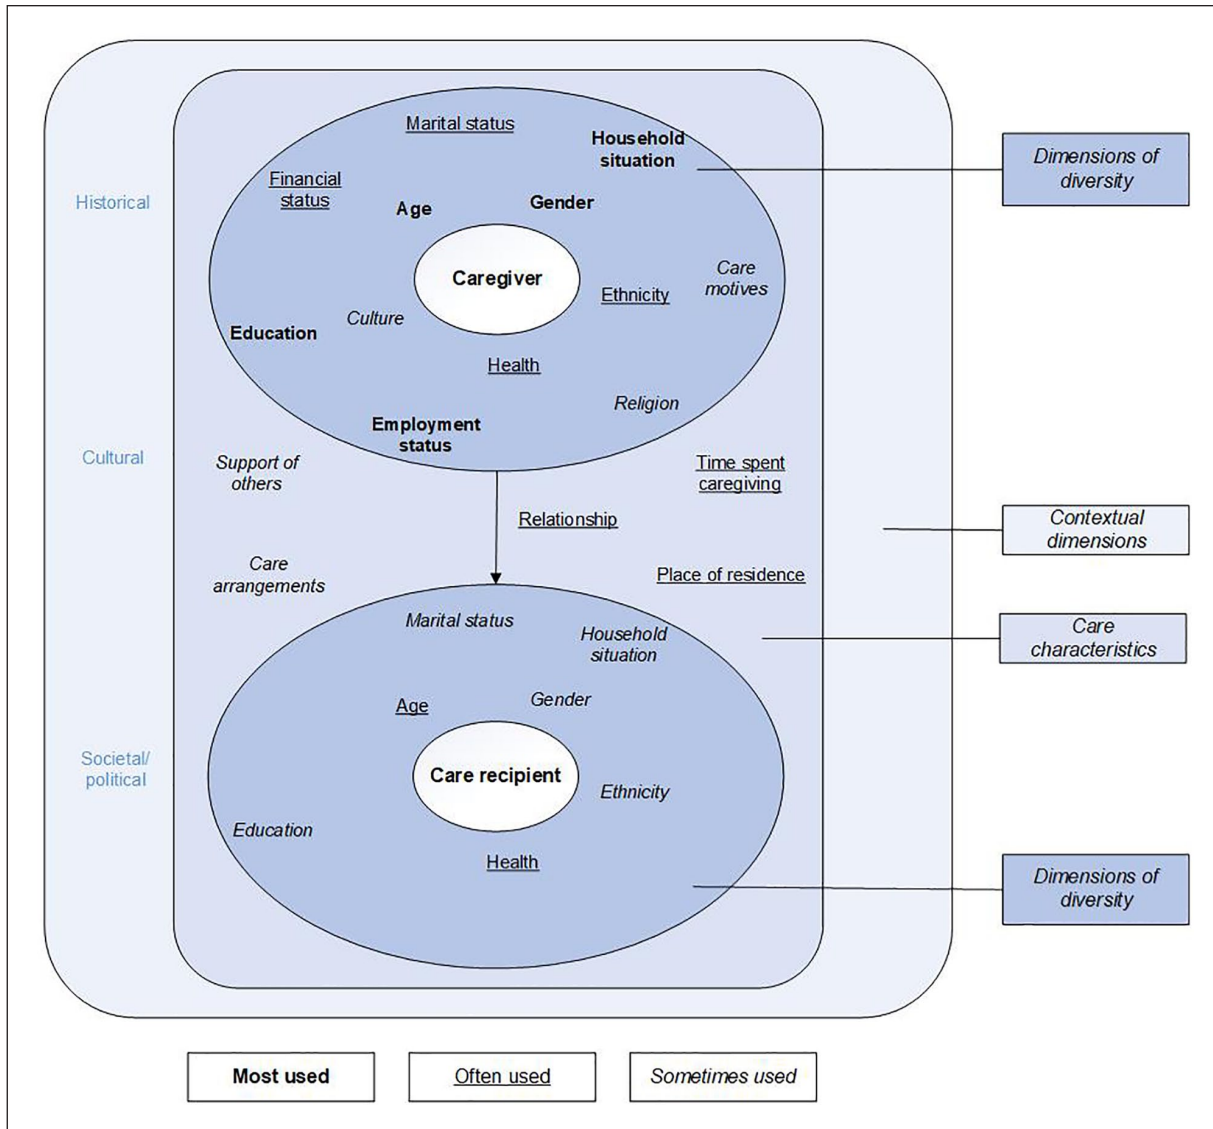 Marital status
Household
situation
Dimensions of
diversity
Financial
status
Historical
Age
Gender
Caregiver
Care
motives
Ethnicity
Culture
Education
Health
Religion
Employment
status
Cultural
Support of
others
Time spent
caregiving
Relationship
Contextual
dimensions
Care
arrangements
Place of residence
Marital status
Household
situation
Care
characteristics
Age
Gender
Societal/
political
Care recipient
Ethnicity
Education
Health
Dimensions of
diversity
Most used
Often used
Sometimes used